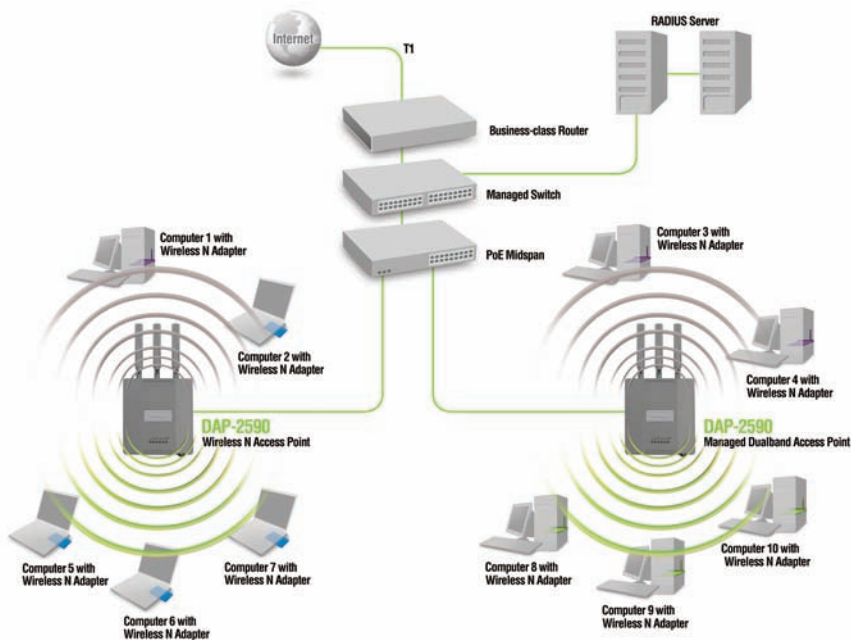 Internet
T1
RADIUS Server
Business-class Router
Managed Switch
PoE Midspan
Computer 1 with
Wireless N Adapter
Computer 2 with
Wireless N Adapter
Computer 3 with
Wireless N Adapter
Computer 4 with
Wireless N Adapter
DAP-2590
Wireless N Access Point
DAP-2590
Managed Dualband Access Point
Computer 5 with
Wireless N Adapter
Computer 6 with
Wireless N Adapter
Computer 7 with
Wireless N Adapter
Computer 8 with
Wireless N Adapter
Computer 9 with
Wireless N Adapter
Computer 10 with
Wireless N Adapter